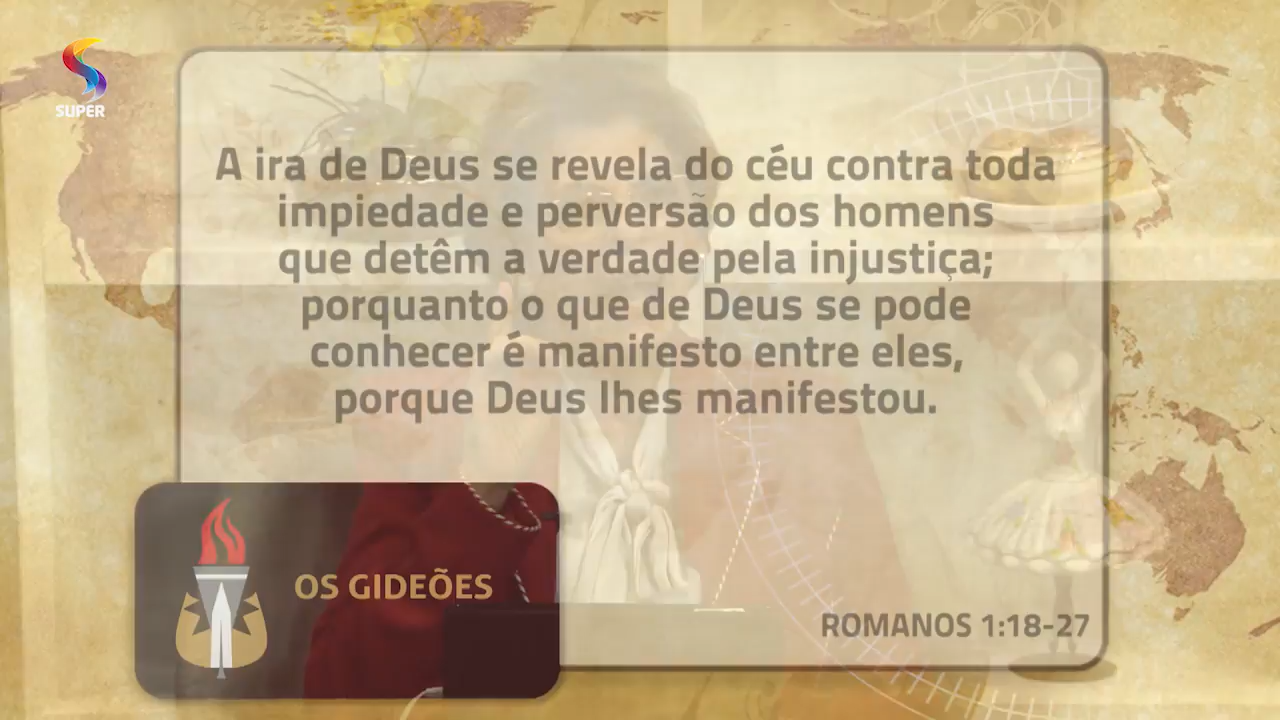 SUPER
A ira de Deus se revela do céu contra toda
impiedade e perversão dos homens
que detêm a verdade pela injustiça;
porquanto o que de Deus se pode
conhecer é manifesto entre eles,
porque Deus lhes manifestou.
OS GIDEÕES
ROMANOS 1:18-27